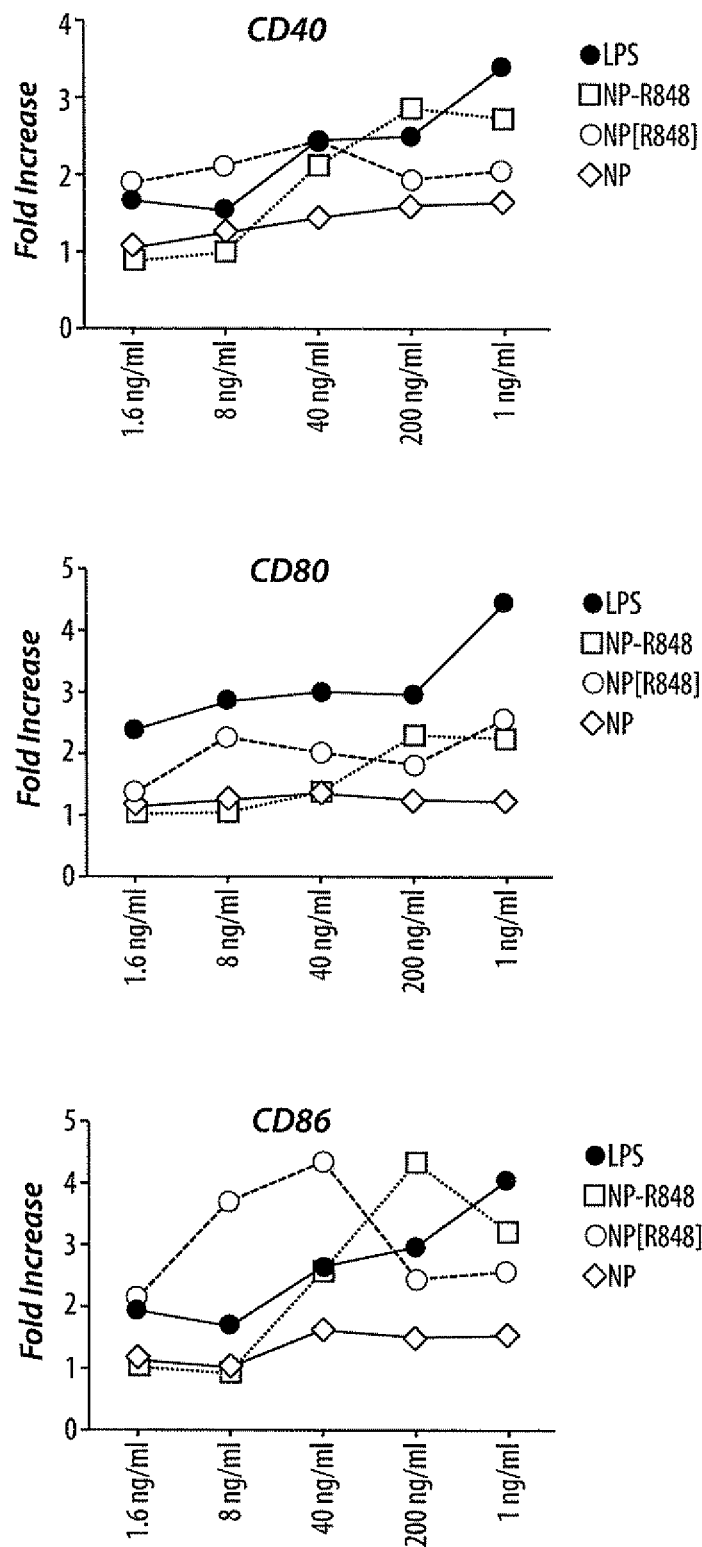 CD40
Fold Increase
4
3
2
1
0
1.6 ng/ml
8 ng/ml
40 ng/ml
200 ng/ml
1 ng/ml
LPS
NP-R848
NP[R848]
NP
CD80
Fold Increase
5
4
3
2
1
0
1.6 ng/ml
8 ng/ml
40 ng/ml
200 ng/ml
1 ng/ml
LPS
NP-R848
NP[R848]
NP
CD86
Fold Increase
5
4
3
2
1
0
1.6 ng/ml
8 ng/ml
40 ng/ml
200 ng/ml
1 ng/ml
LPS
NP-R848
NP[R848]
NP